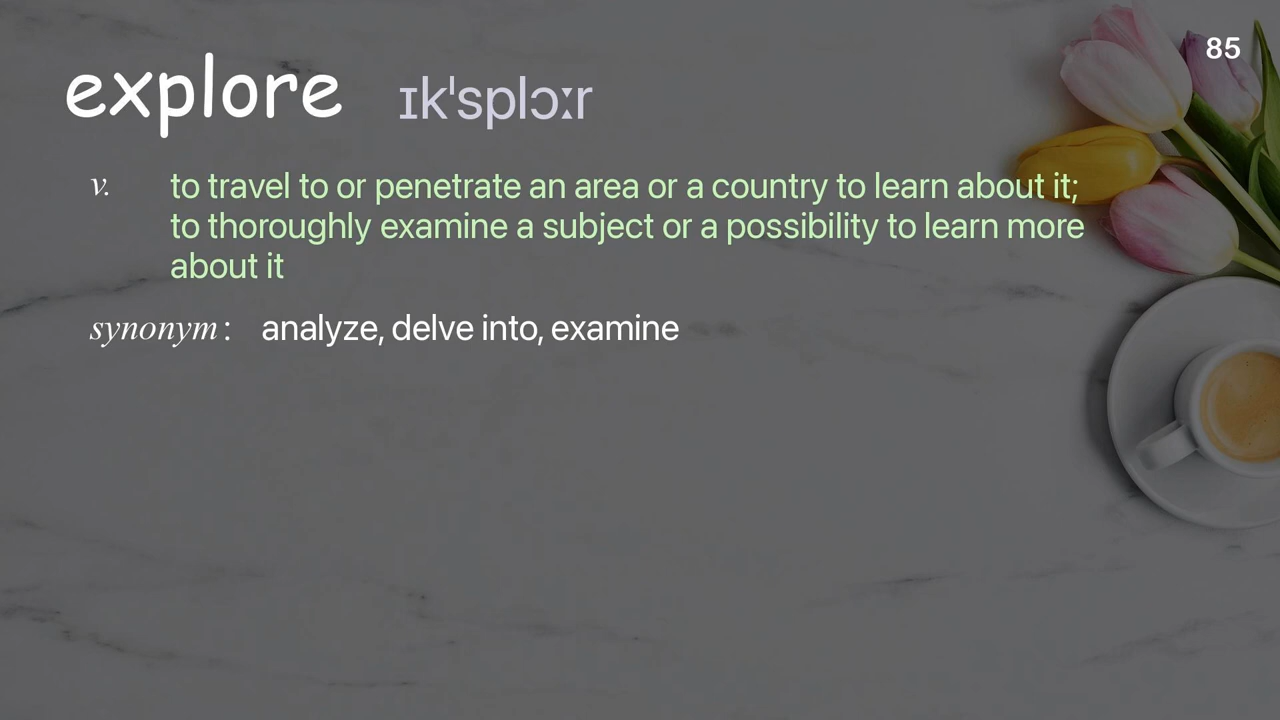 85
explore ɪkˈsplɔːr
v. to travel to or penetrate an area or a country to learn about it;
to thoroughly examine a subject or a possibility to learn more
about it
synonym: analyze, delve into, examine